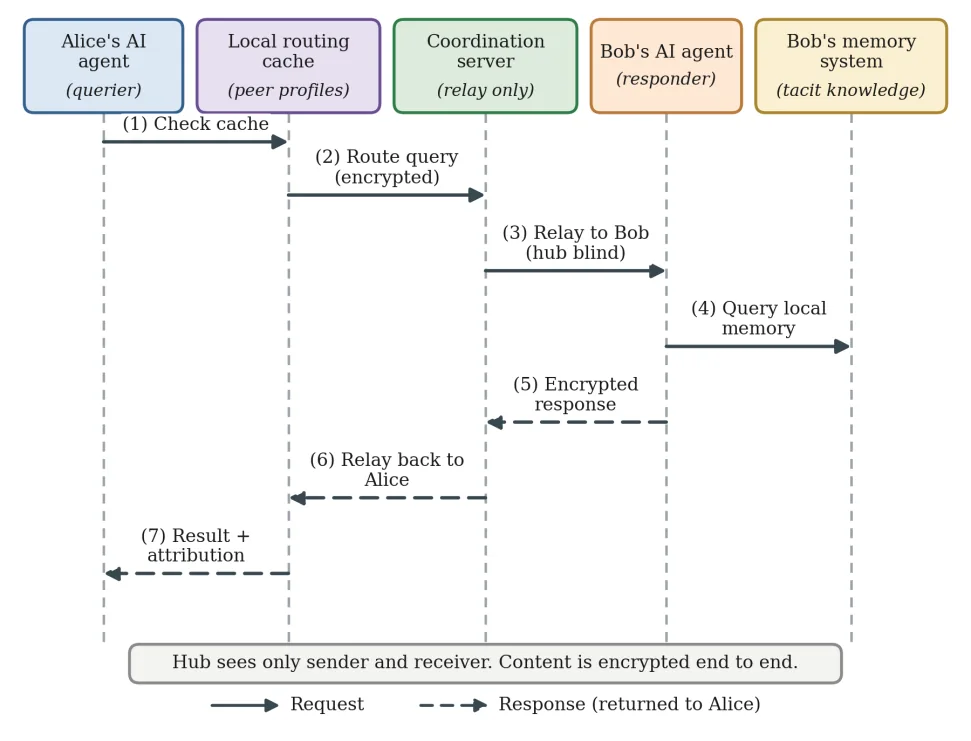 Alice's AI
agent
(querier)
Local routing
cache
(peer profiles)
Coordination
server
(relay only)
Bob's AI agent
(responder)
Bob's memory
system
(tacit knowledge)
(1) Check cache
(2) Route query
(encrypted)
(3) Relay to Bob
(hub blind)
(4) Query local
memory
(5) Encrypted
response
(6) Relay back to
Alice
(7) Result +
attribution
Hub sees only sender and receiver. Content is encrypted end to end.
Request
Response (returned to Alice)